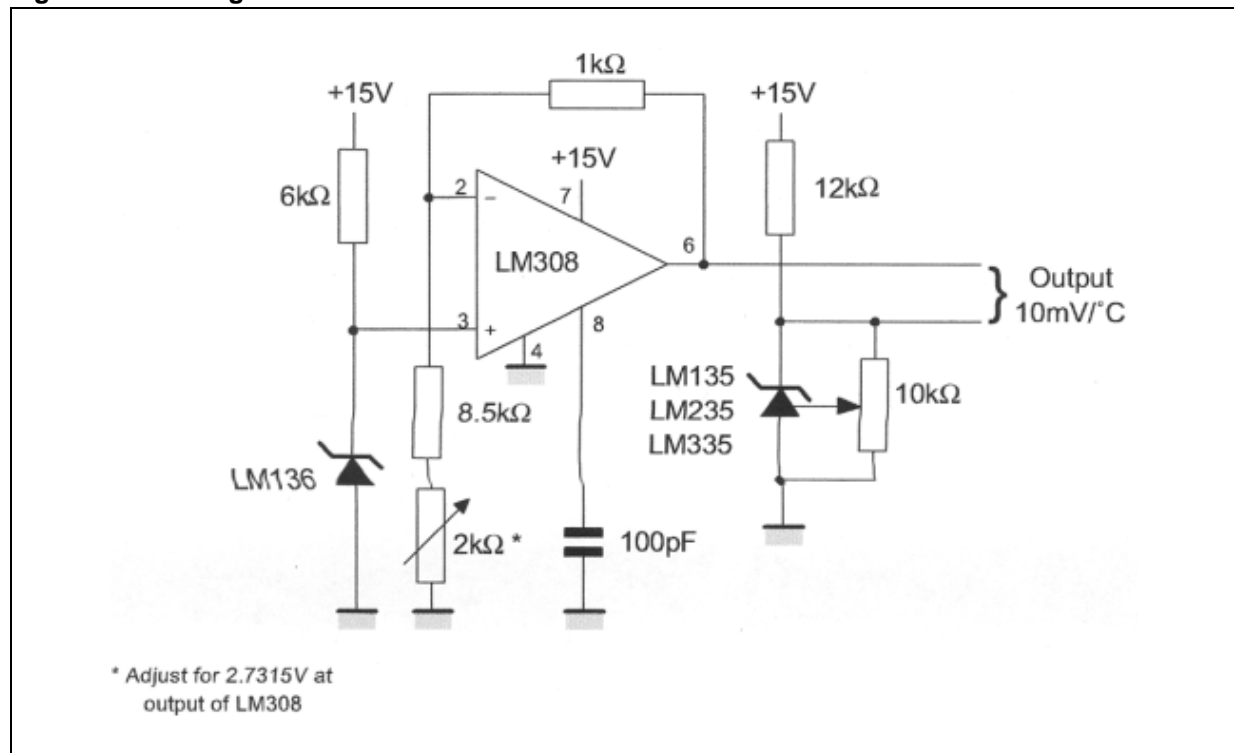 1kΩ
+15V
+15V
+15V
6kΩ
12kΩ
2
−
7
6
LM308
Output
10mV/°C
3
+
8
4
LM135
LM235
LM335
10kΩ
8.5kΩ
LM136
2kΩ *
100pF
* Adjust for 2.7315V at
output of LM308